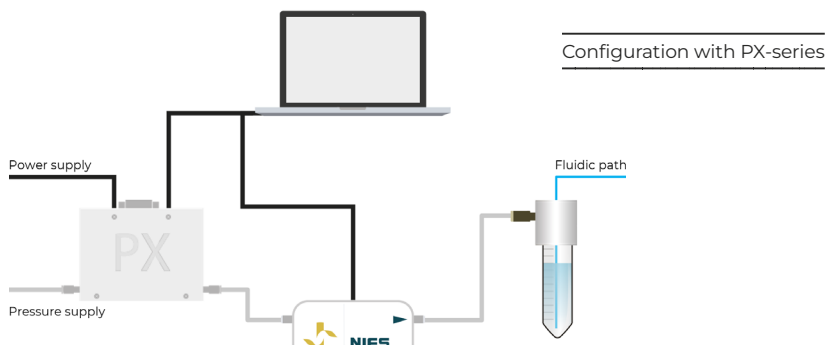 Configuration with PX-series
Power supply
Fluidic path
PX
Pressure supply